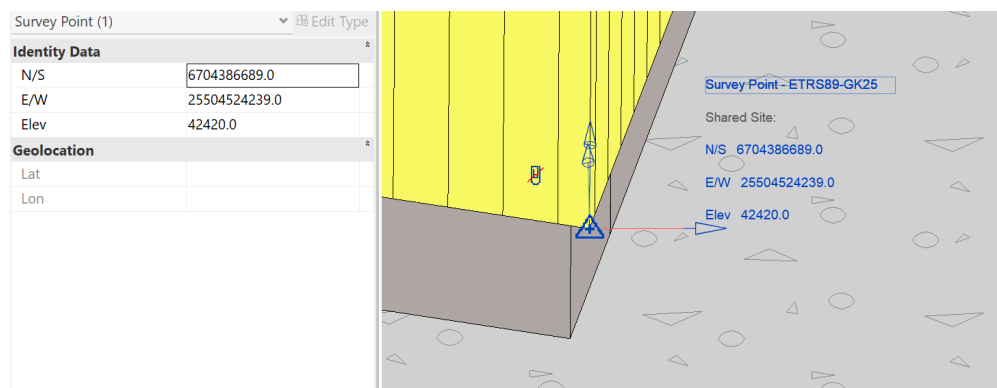 Survey Point (1)
Edit Type
Identity Data
N/S 6704386689.0
E/W 25504524239.0
Elev 42420.0
Geolocation
Lat
Lon
Survey Point - ETRS89-GK25
Shared Site:
N/S 6704386689.0
E/W 25504524239.0
Elev 42420.0